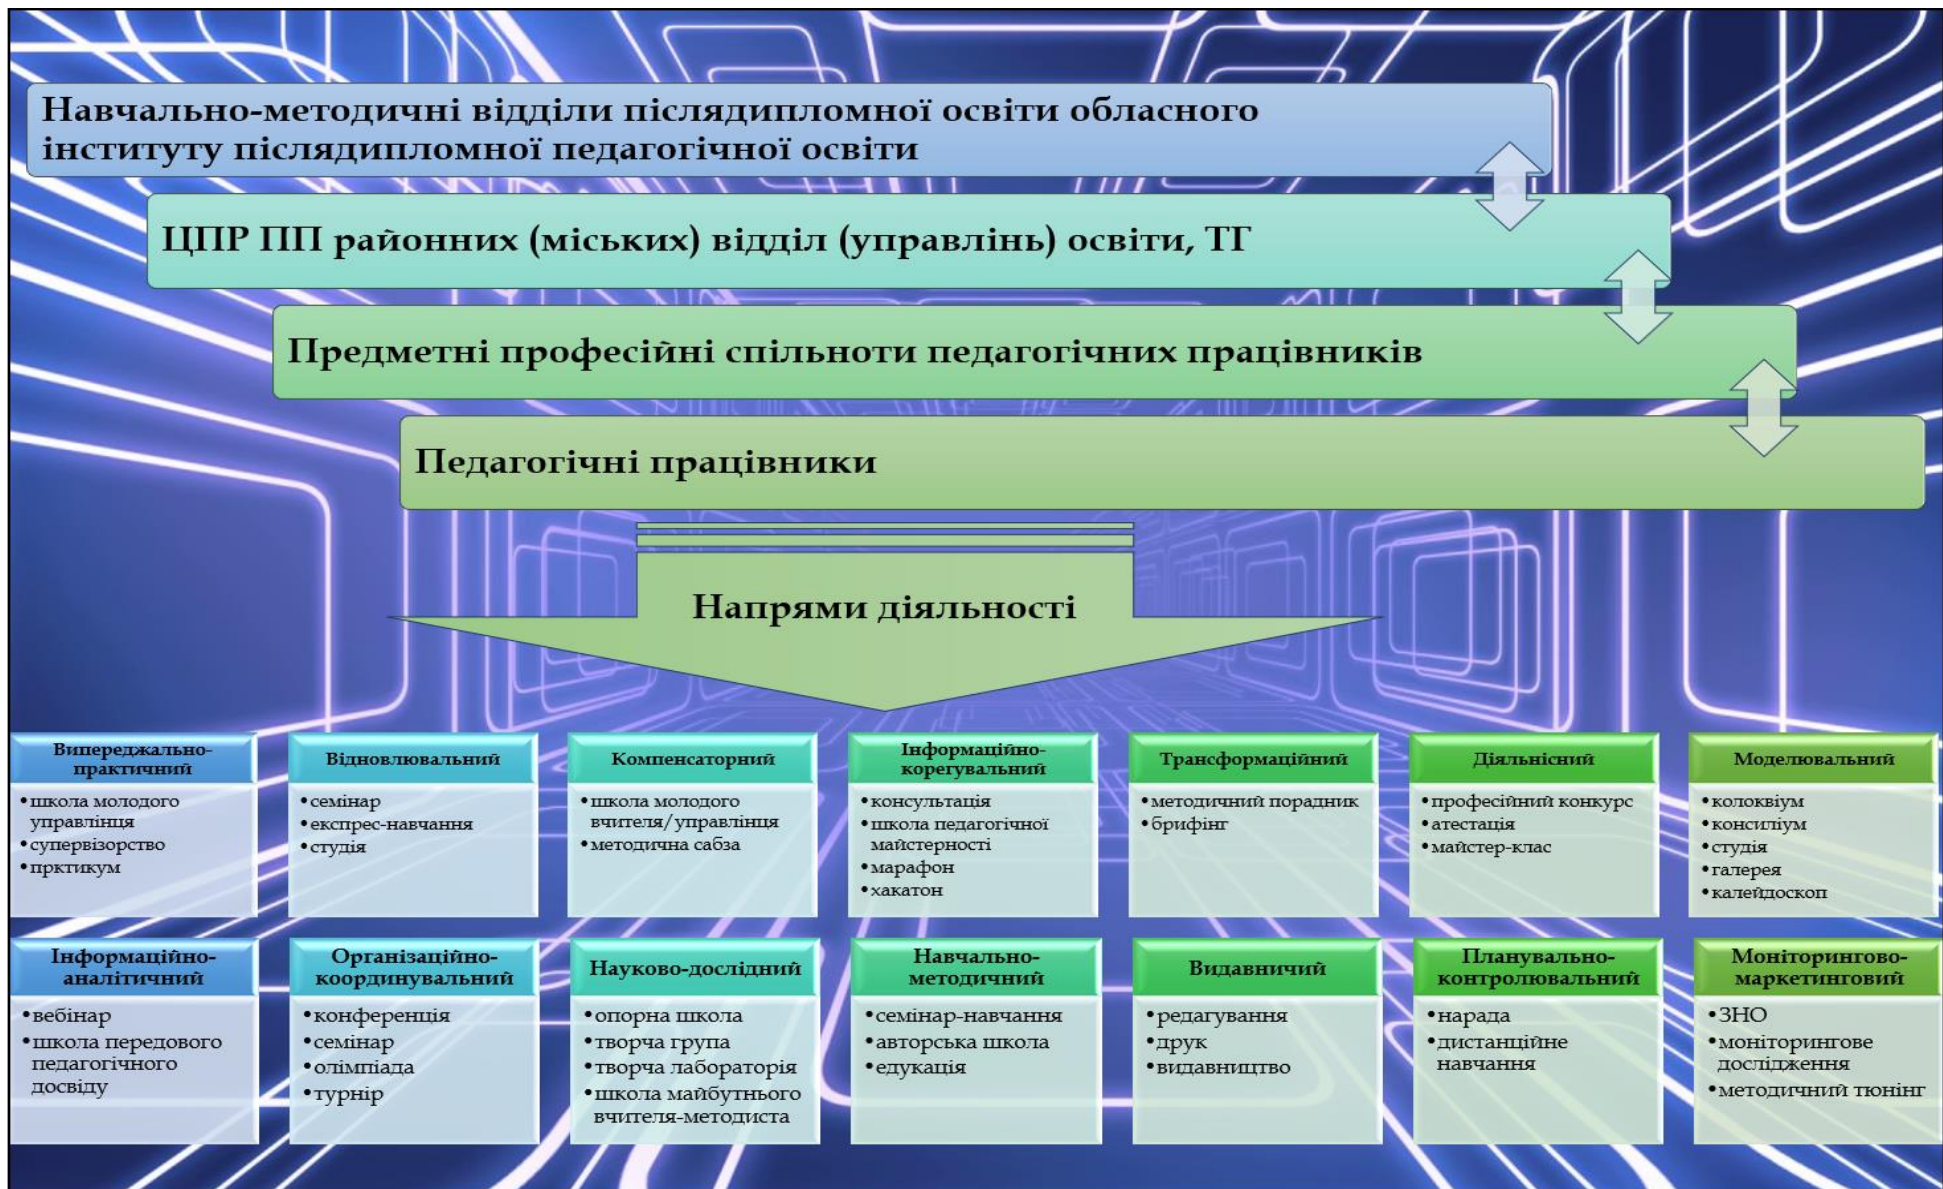 Навчально-методичні відділи післядипломної освіти обласного
інституту післядипломної педагогічної освіти
ЦПР ПП районних (міських) відділ (управлінь) освіти, ТГ
Предметні професійні спільноти педагогічних працівників
Педагогічні працівники
Напрями діяльності
Випереджально-
практичний
•школа молодого
управлінця
•супервізорство
•прктикум
Відновлювальний
•семінар
•експрес-навчання
•студія
Компенсаторний
•школа молодого
вчителя/управлінця
•методична сабза
Інформаційно-
корегувальний
•консультація
•школа педагогічної
майстерності
•марафон
•хакатон
Трансформаційний
•методичний порадник
•брифінг
Діяльнісний
•професійний конкурс
•атестація
•майстер-клас
Моделювальний
•колоквіум
•консиліум
•студія
•галерея
•калейдоскоп
Інформаційно-
аналітичний
•вебінар
•школа передового
педагогічного
досвіду
Організаційно-
координувальний
•конференція
•семінар
•олімпіада
•турнір
Науково-дослідний
•опорна школа
•творча група
•творча лабораторія
•школа майбутнього
вчителя-методиста
Навчально-
методичний
•семінар-навчання
•авторська школа
•едукація
Видавничий
•редагування
•друк
•видавництво
Планувально-
контролювальний
•нарада
•дистанційне
навчання
Моніторингово-
маркетинговий
•ЗНО
•моніторингове
дослідження
•методичний тюнінг